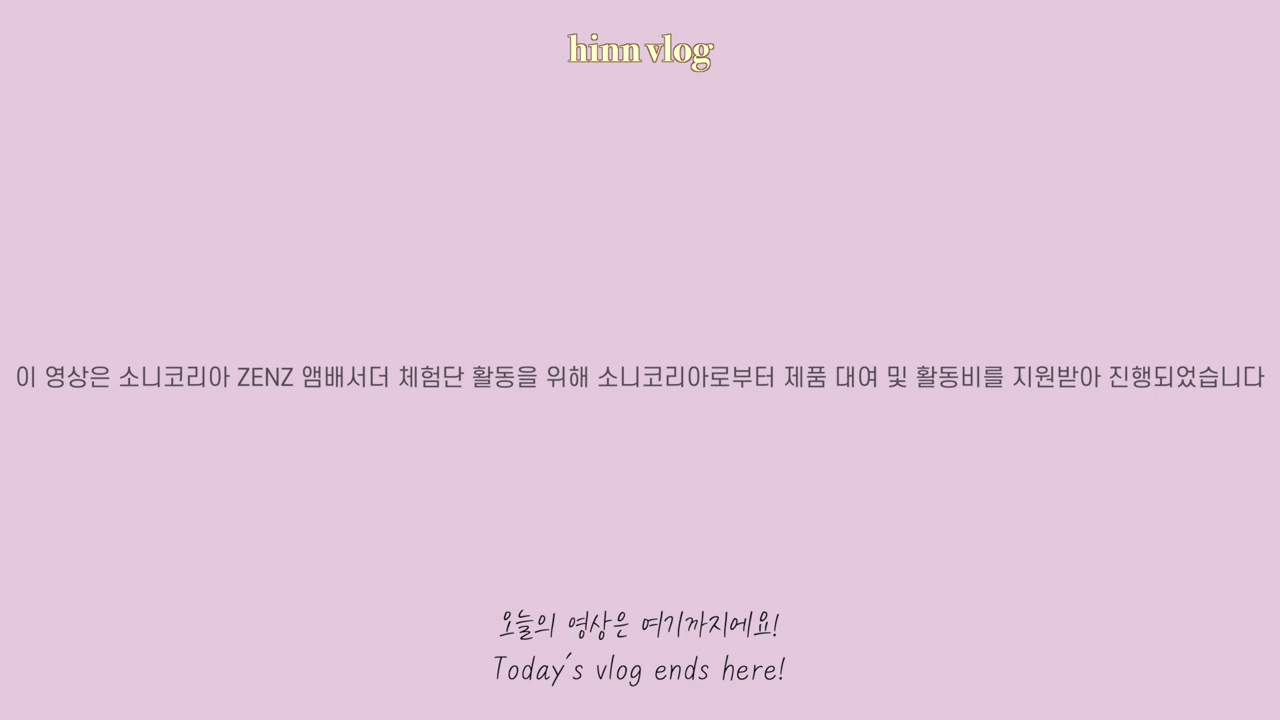 hinn vlog
이 영상은 소니코리아 ZENZ 앰배서더 체험단 활동을 위해 소니코리아로부터 제품 대여 및 활동비를 지원받아 진행되었습니다
오늘의 영상은 여기까지에요!
Today's vlog ends here!